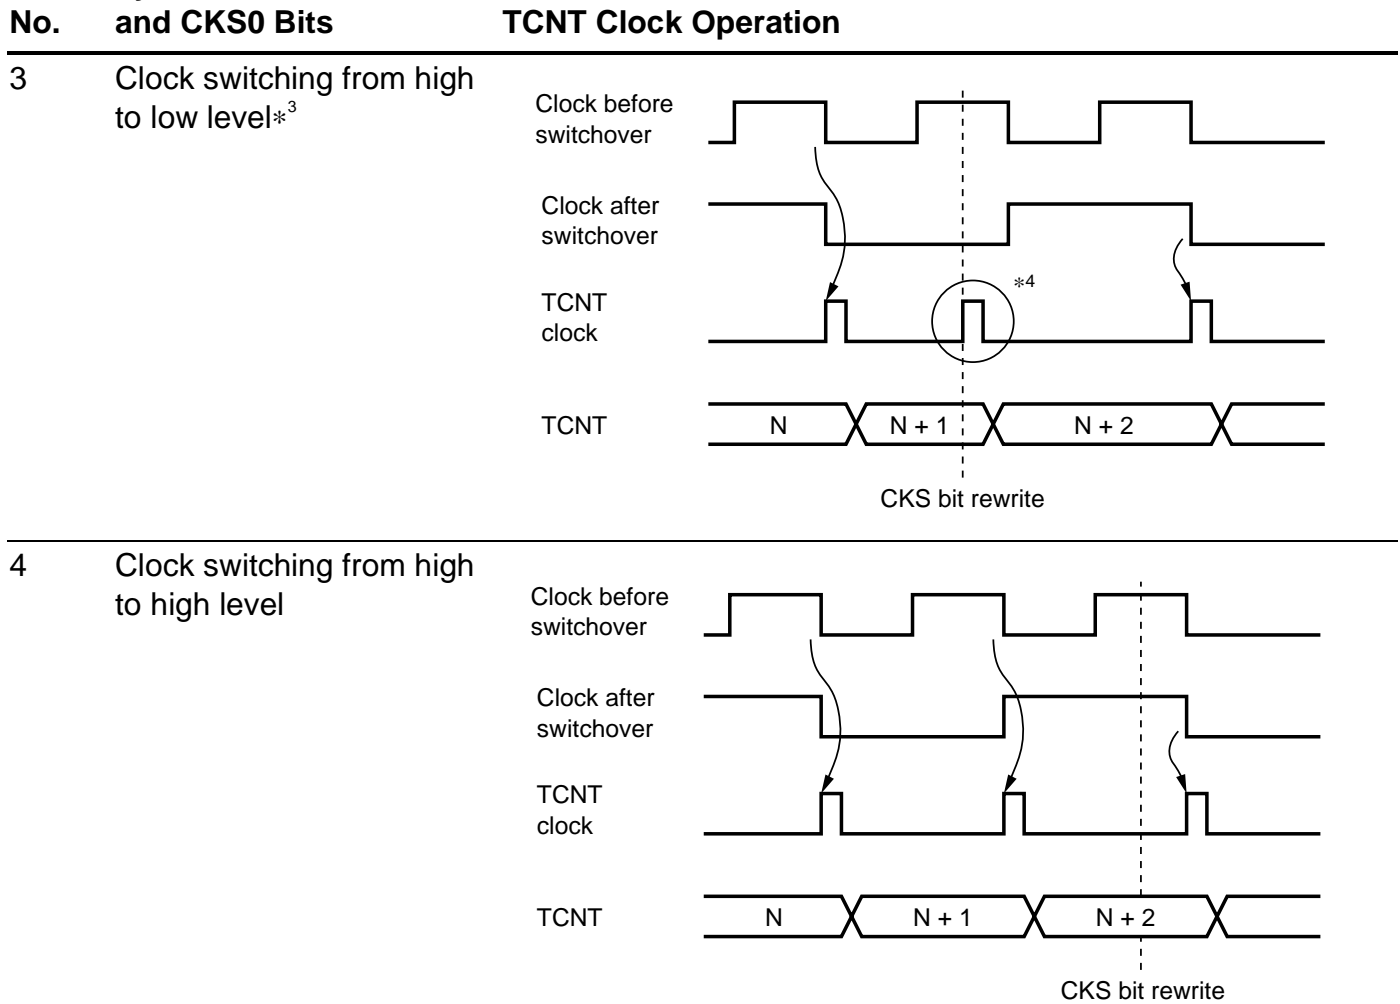 No. and CKS0 Bits TCNT Clock Operation
3 Clock switching from high
to low level*3
Clock before
switchover
Clock after
switchover
TCNT
clock
*4
TCNT
N N + 1 N + 2
CKS bit rewrite
4 Clock switching from high
to high level
Clock before
switchover
Clock after
switchover
TCNT
clock
TCNT
N N + 1 N + 2
CKS bit rewrite